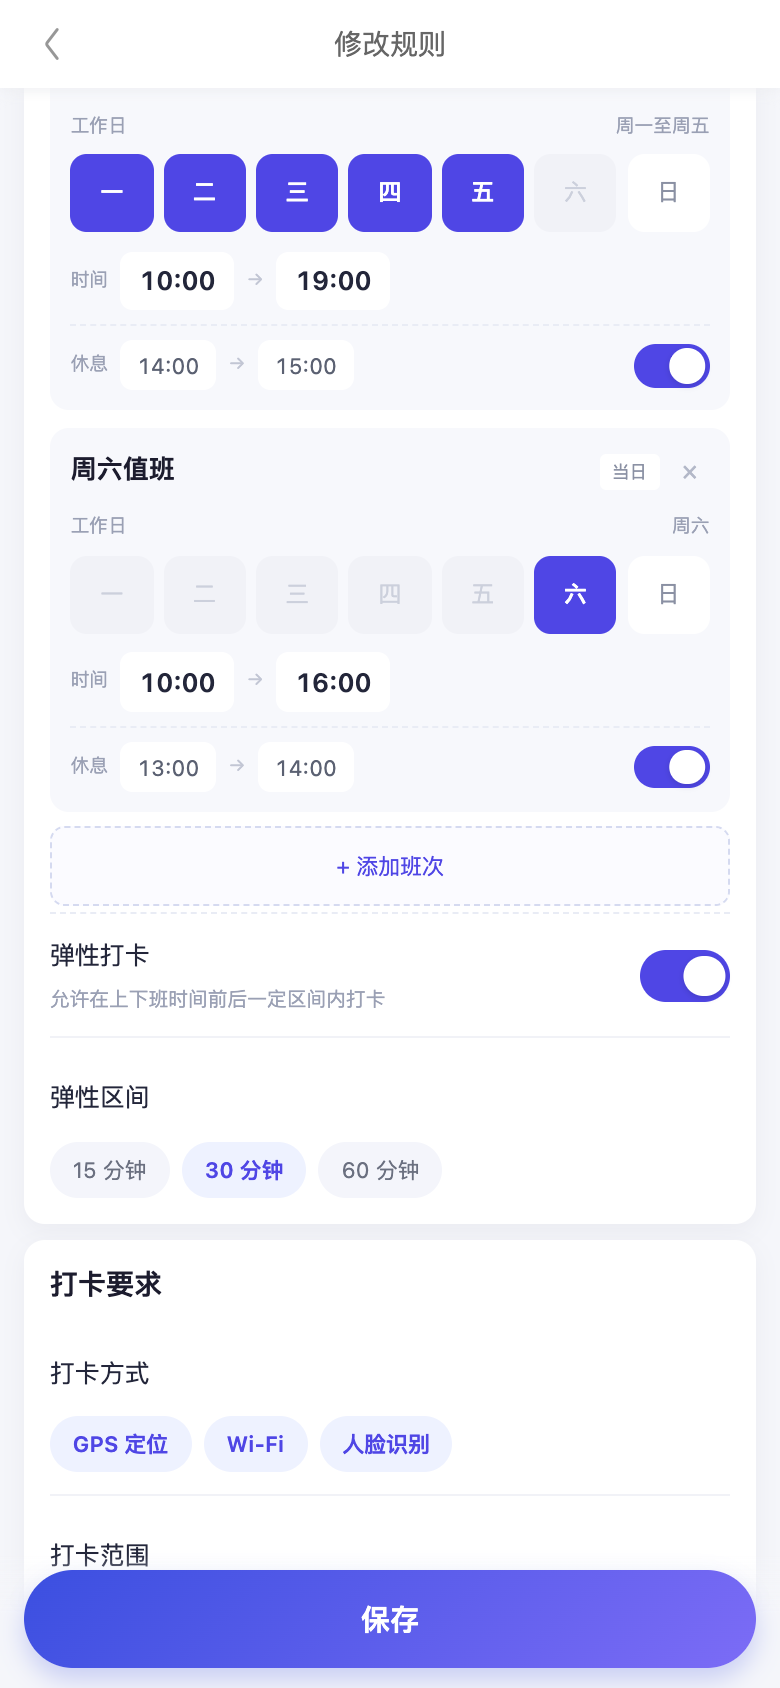 修改规则
工作日 周一至周五
一 二 三 四 五 六 日
时间 10:00 → 19:00
休息 14:00 → 15:00
周六值班 当日 ×
工作日 周六
一 二 三 四 五 六 日
时间 10:00 → 16:00
休息 13:00 → 14:00
+ 添加班次
弹性打卡
允许在上下班时间前后一定区间内打卡
弹性区间
15 分钟 30 分钟 60 分钟
打卡要求
打卡方式
GPS 定位 Wi-Fi 人脸识别
打卡范围
保存